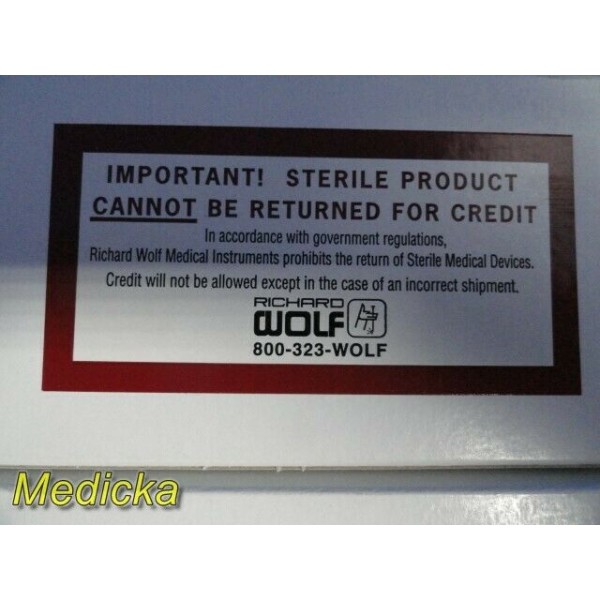 IMPORTANT! STERILE PRODUCT
CANNOT BE RETURNED FOR CREDIT
In accordance with government regulations,
Richard Wolf Medical Instruments prohibits the return of Sterile Medical Devices.
Credit will not be allowed except in the case of an incorrect shipment.
RICHARD
WOLF
800-323-WOLF
Medicka